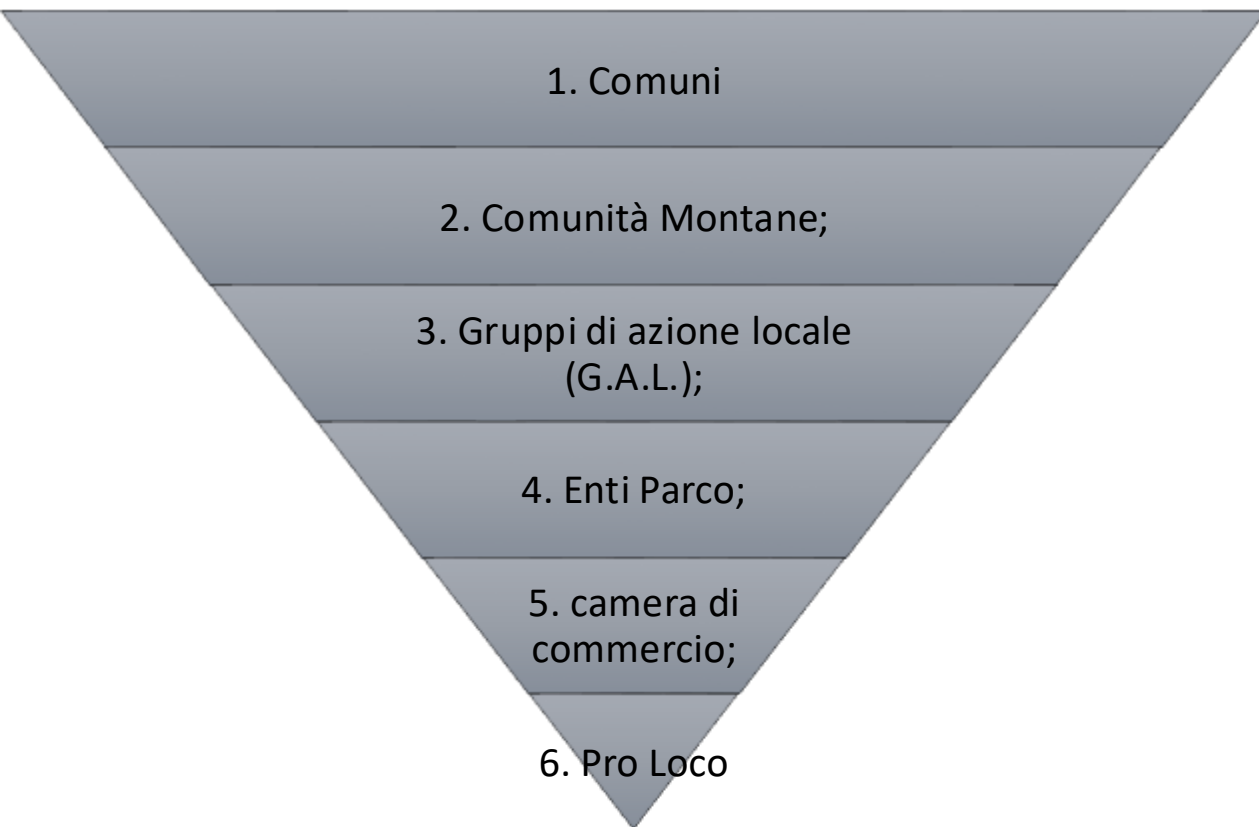 1. Comuni
2. Comunità Montane;
3. Gruppi di azione locale
(G.A.L.);
4. Enti Parco;
5. camera di
commercio;
6. Pro Loco